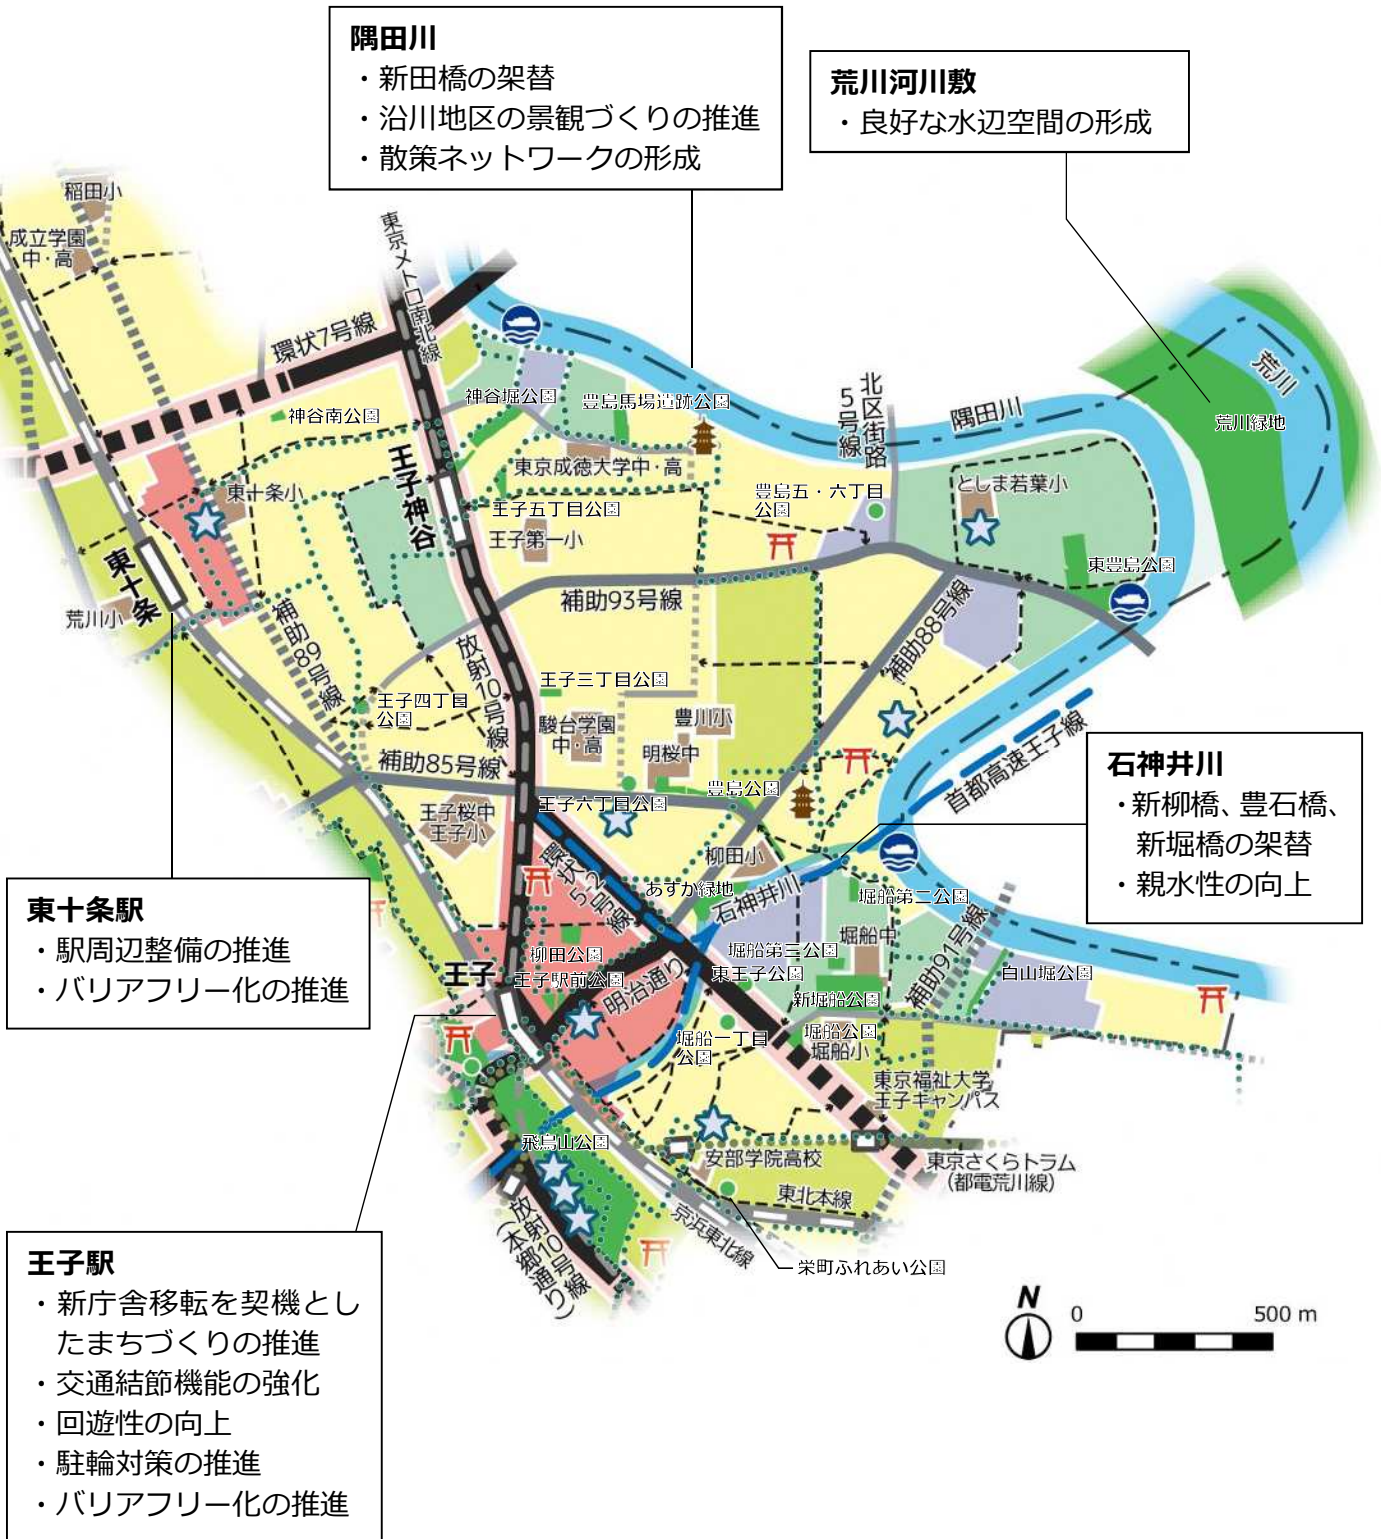 隅田川
・新田橋の架替
・沿川地区の景観づくりの推進
・散策ネットワークの形成
荒川河川敷
・良好な水辺空間の形成
稲田小
成立学園
中・高
東京メトロ南北線
環状7号線
神谷南公園
神谷堀公園
豊島馬場遺跡公園
北区街路
5号線
隅田川
荒川
荒川緑地
王子神谷
東京成徳大学中・高
東十条小
王子五丁目公園
王子第一小
豊島五・六丁目
公園
としま若葉小
東豊島公園
東十条
荒川小
補助89号線
補助93号線
補助88号線
放射10号線
王子四丁目
公園
王子三丁目公園
駿台学園
中・高
豊川小
明桜中
首都高速王子線
補助85号線
王子六丁目公園
豊島公園
王子桜中
王子小
柳田小
環状5-2号線
あすか緑地
石神井川
堀船第二公園
石神井川
・新柳橋、豊石橋、
新堀橋の架替
・親水性の向上
東十条駅
・駅周辺整備の推進
・バリアフリー化の推進
王子
柳田公園
王子駅前公園
明治通り
堀船第三公園
堀船中
東王子公園
補助91号線
白山堀公園
新堀船公園
堀船一丁目
公園
堀船公園
堀船小
東京福祉大学
王子キャンパス
飛鳥山公園
安部学院高校
東京さくらトラム
(都電荒川線)
東北本線
京浜東北線
放射10号線
(本郷通り)
栄町ふれあい公園
王子駅
・新庁舎移転を契機とし
たまちづくりの推進
・交通結節機能の強化
・回遊性の向上
・駐輪対策の推進
・バリアフリー化の推進
N
0 500 m